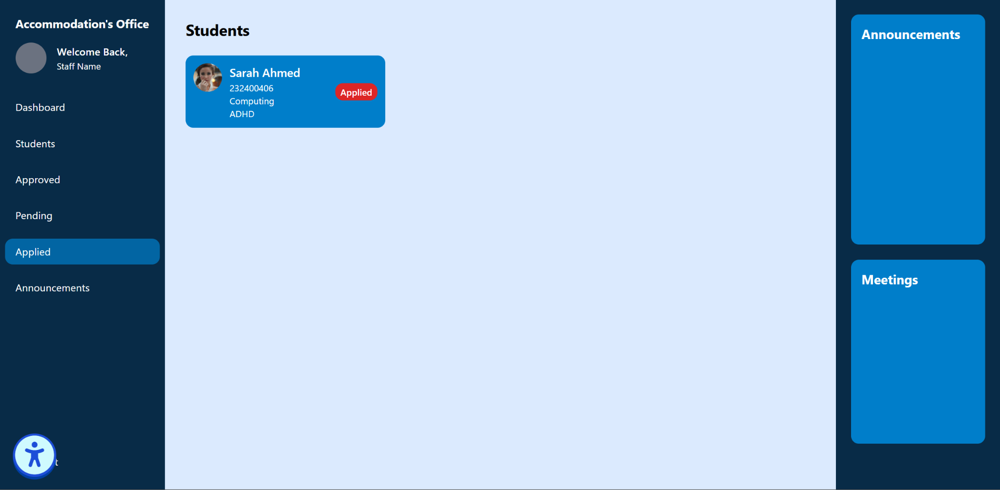 Accommodation's Office
Welcome Back,
Staff Name
Dashboard
Students
Approved
Pending
Applied
Announcements
Students
Sarah Ahmed
232400406
Computing
ADHD
Applied
Announcements
Meetings